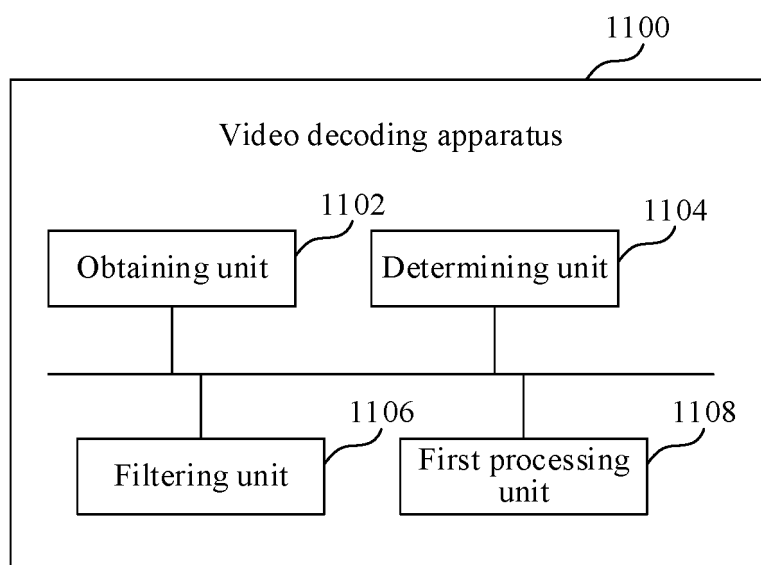 1100
Video decoding apparatus
1102
1104
Obtaining unit
Determining unit
1106
1108
Filtering unit
First processing
unit